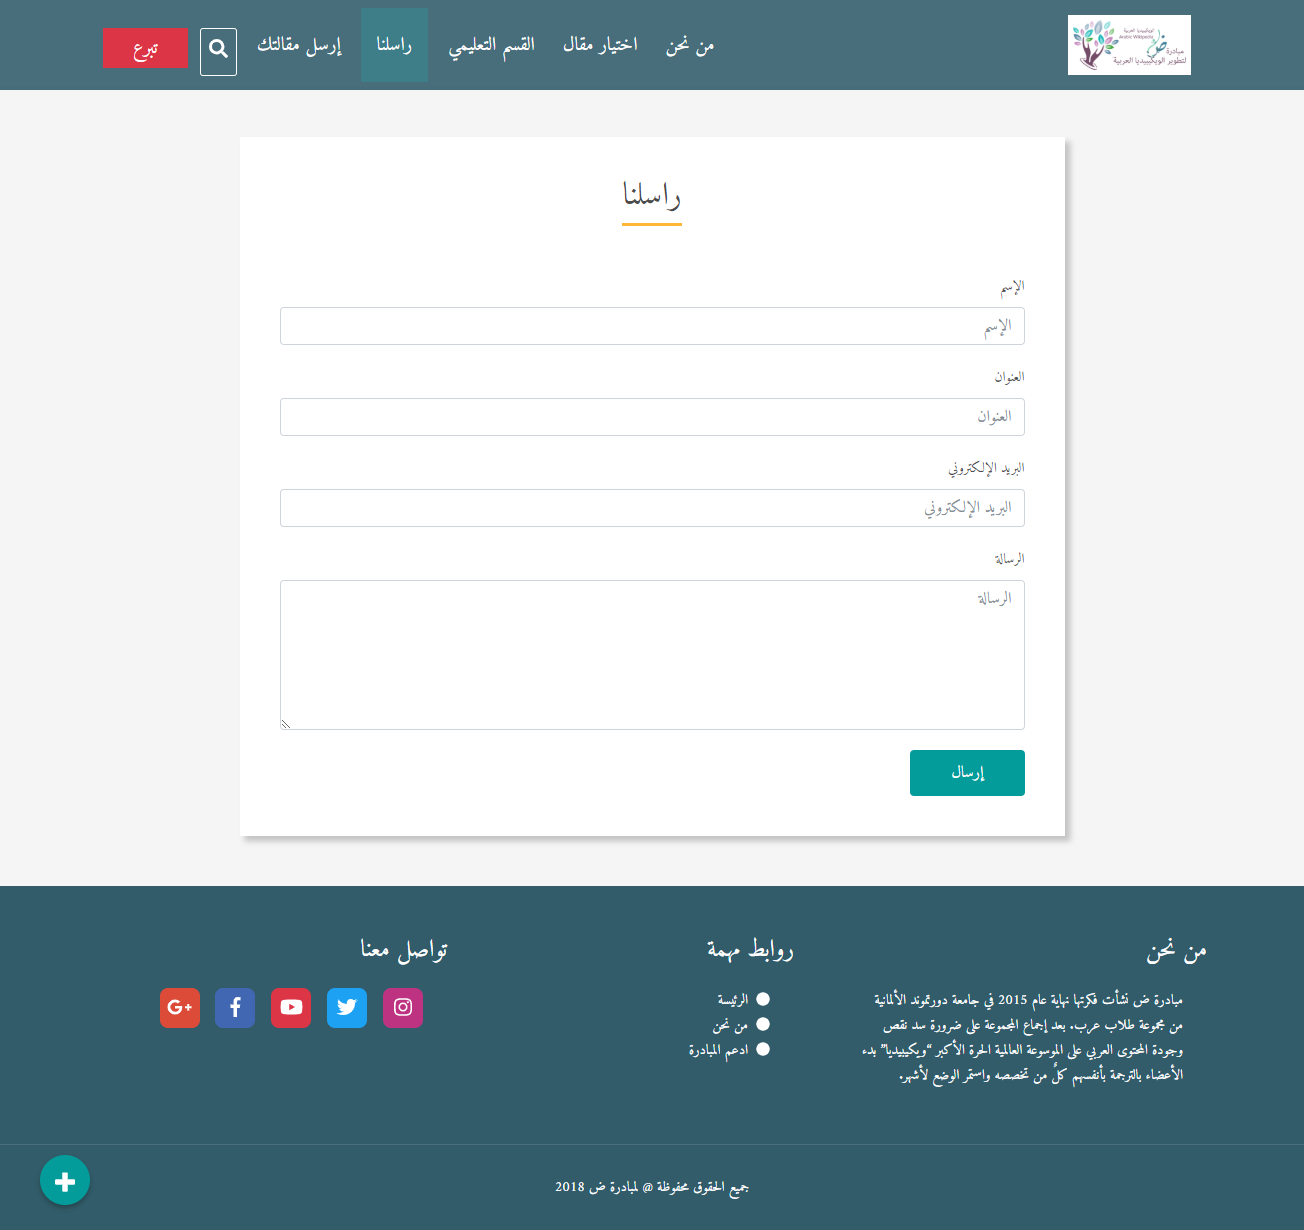 ويكيبيديا العربية
Arabic Wikipedia
ض
مبادرة
لتطوير الويكيبيديا العربية
من نحن
اختيار مقال
القسم التعليمي
راسلنا
إرسل مقالتك
تبرع
راسلنا
الإسم
الإسم
العنوان
العنوان
البريد الإلكتروني
البريد الإلكتروني
الرسالة
الرسالة
إرسال
من نحن
مبادرة ض نشأت فكرتها نهاية عام 2015 في جامعة دورتموند الألمانية
من مجموعة طلاب عرب. بعد إجماع المجموعة على ضرورة سد نقص
وجودة المحتوى العربي على الموسوعة العالمية الحرة الأكبر “ويكيبيديا” بدء
الأعضاء بالترجمة بأنفسهم كلٌ من تخصصه واستمر الوضع لأشهر.
روابط مهمة
الرئيسة
من نحن
ادعم المبادرة
تواصل معنا
جميع الحقوق محفوظة @ لمبادرة ض 2018